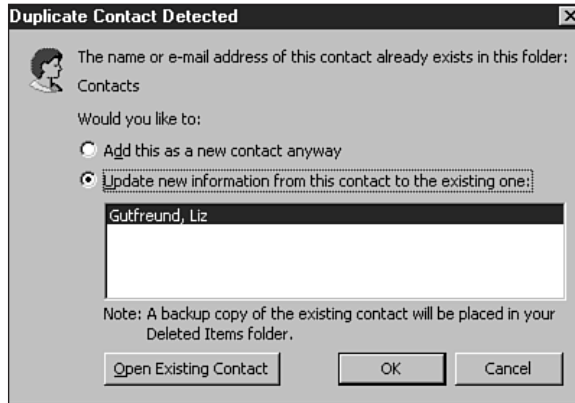 Duplicate Contact Detected
The name or e-mail address of this contact already exists in this folder:
Contacts
Would you like to:
Add this as a new contact anyway
Update new information from this contact to the existing one:
Gutfreund, Liz
Note: A backup copy of the existing contact will be placed in your
Deleted Items folder.
Open Existing Contact
OK
Cancel